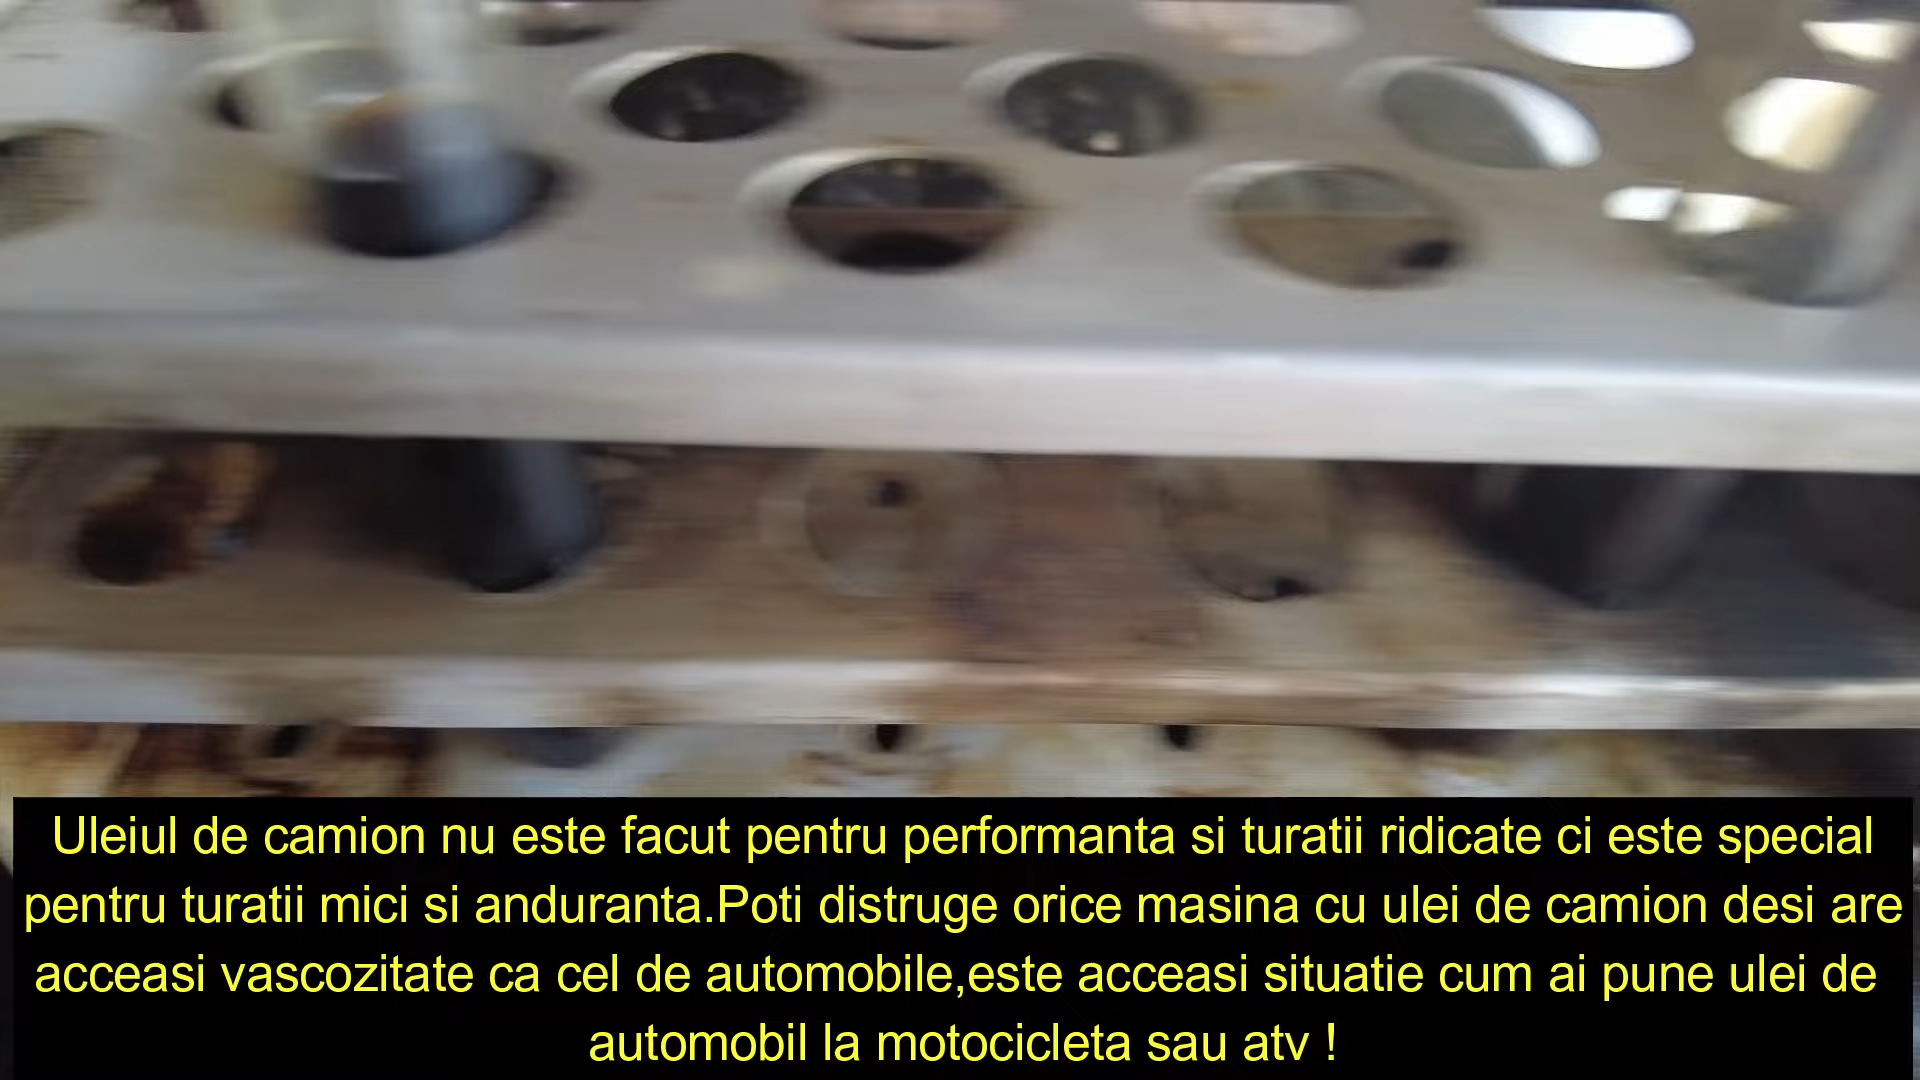 Uleiul de camion nu este facut pentru performanta si turatii ridicate ci este special
pentru turatii mici si anduranta.Poti distruge orice masina cu ulei de camion desi are
acceasi vascozitate ca cel de automobile,este acceasi situatie cum ai pune ulei de
automobil la motocicleta sau atv !